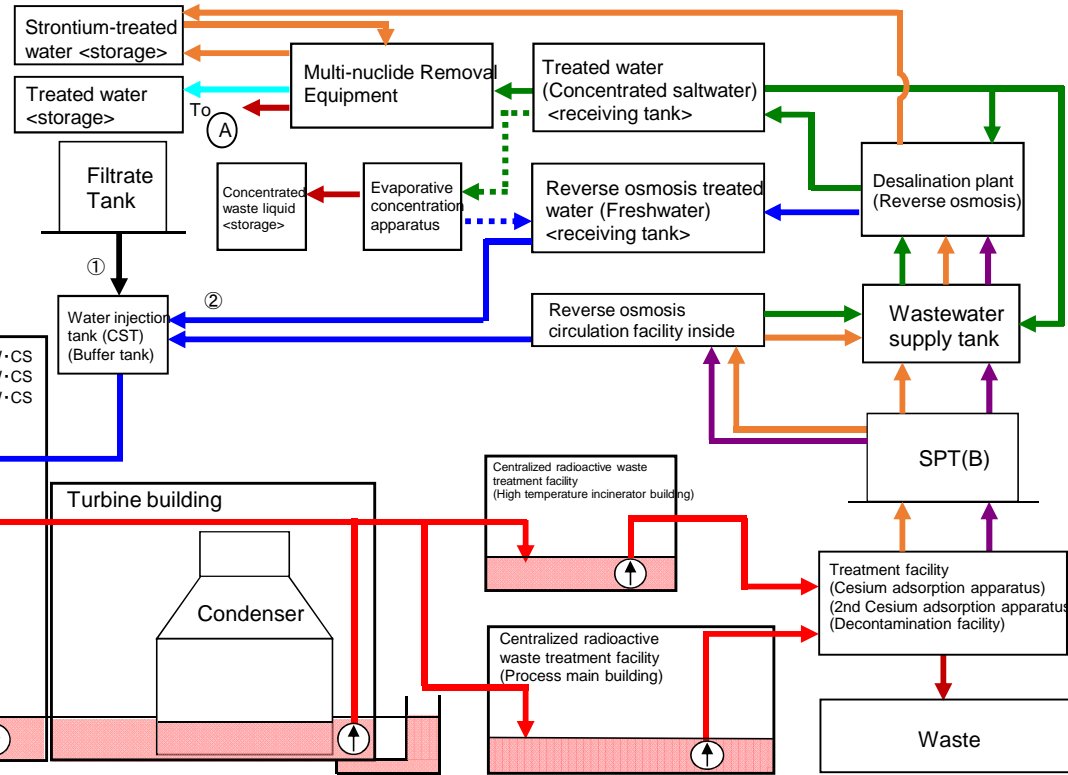 Strontium-treated
water <storage>
Multi-nuclide Removal
Equipment
Treated water
(Concentrated saltwater)
<receiving tank>
Treated water
<storage>
To
A
Filtrate
Tank
Concentrated
waste liquid
<storage>
Evaporative
concentration
apparatus
Reverse osmosis treated
water (Freshwater)
<receiving tank>
Desalination plant
(Reverse osmosis)
①
②
Water injection
tank (CST)
(Buffer tank)
Reverse osmosis
circulation facility inside
Wastewater
supply tank
・CS
・CS
・CS
SPT(B)
Turbine building
Condenser
Centralized radioactive waste
treatment facility
(High temperature incinerator building)
Centralized radioactive
waste treatment facility
(Process main building)
Treatment facility
(Cesium adsorption apparatus)
(2nd Cesium adsorption apparatus
(Decontamination facility)
Waste